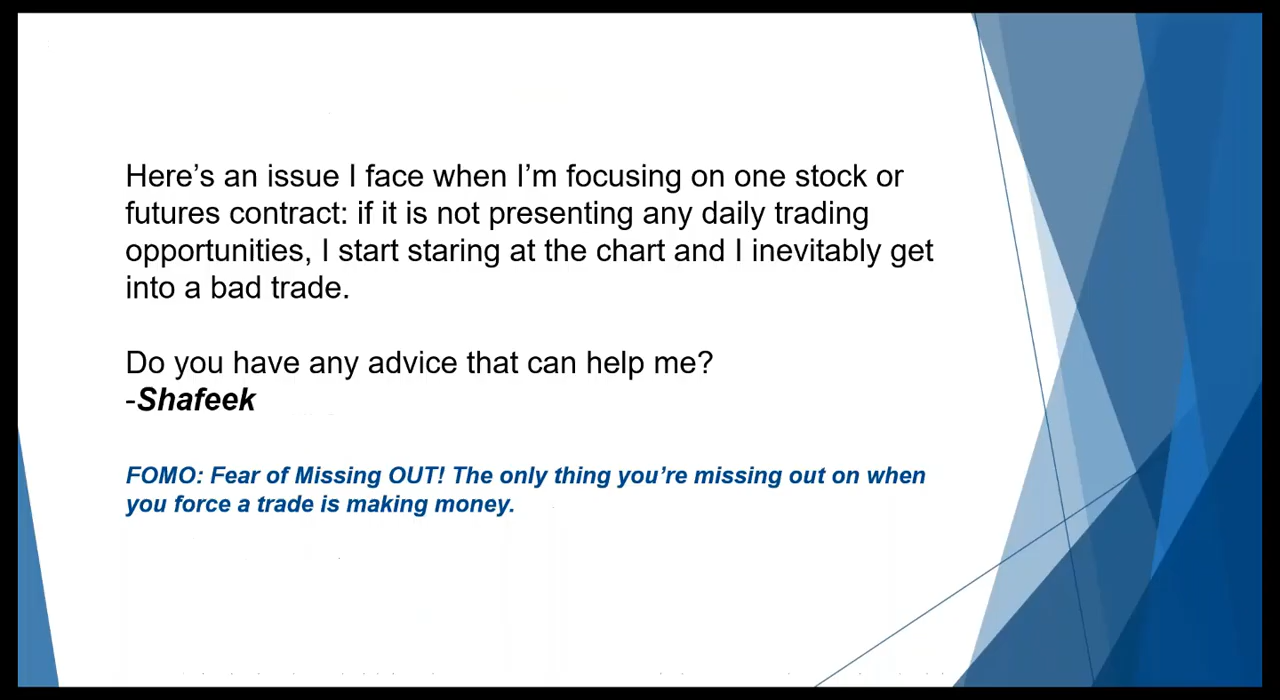 Here’s an issue I face when I’m focusing on one stock or
futures contract: if it is not presenting any daily trading
opportunities, I start staring at the chart and I inevitably get
into a bad trade.
Do you have any advice that can help me?
-Shafeek
FOMO: Fear of Missing OUT! The only thing you’re missing out on when
you force a trade is making money.